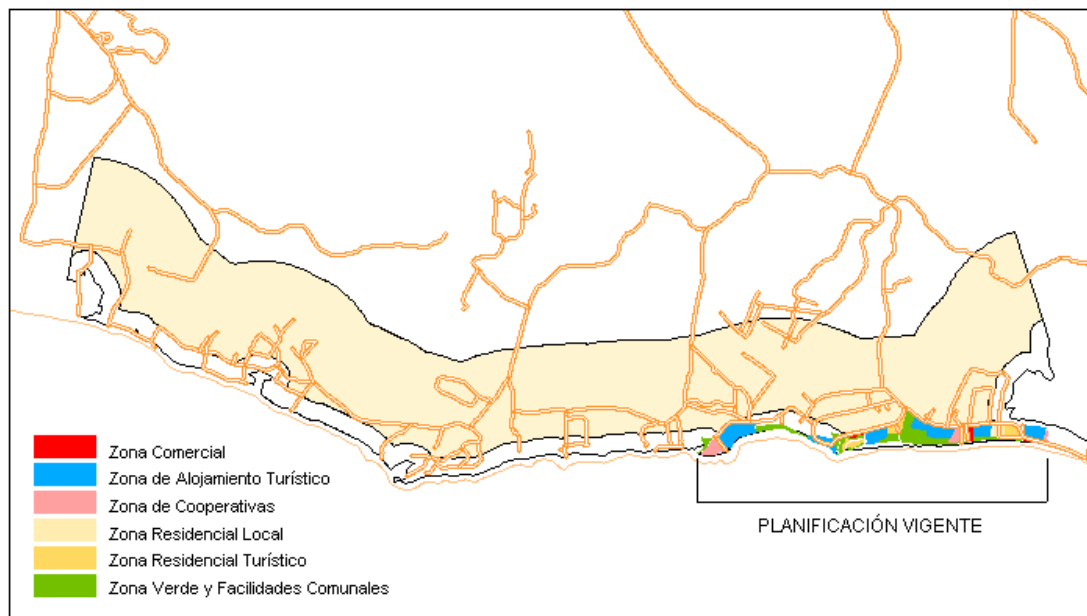 Zona Comercial
Zona de Alojamiento Turístico
Zona de Cooperativas
Zona Residencial Local
Zona Residencial Turístico
Zona Verde y Facilidades Comunales
PLANIFICACIÓN VIGENTE